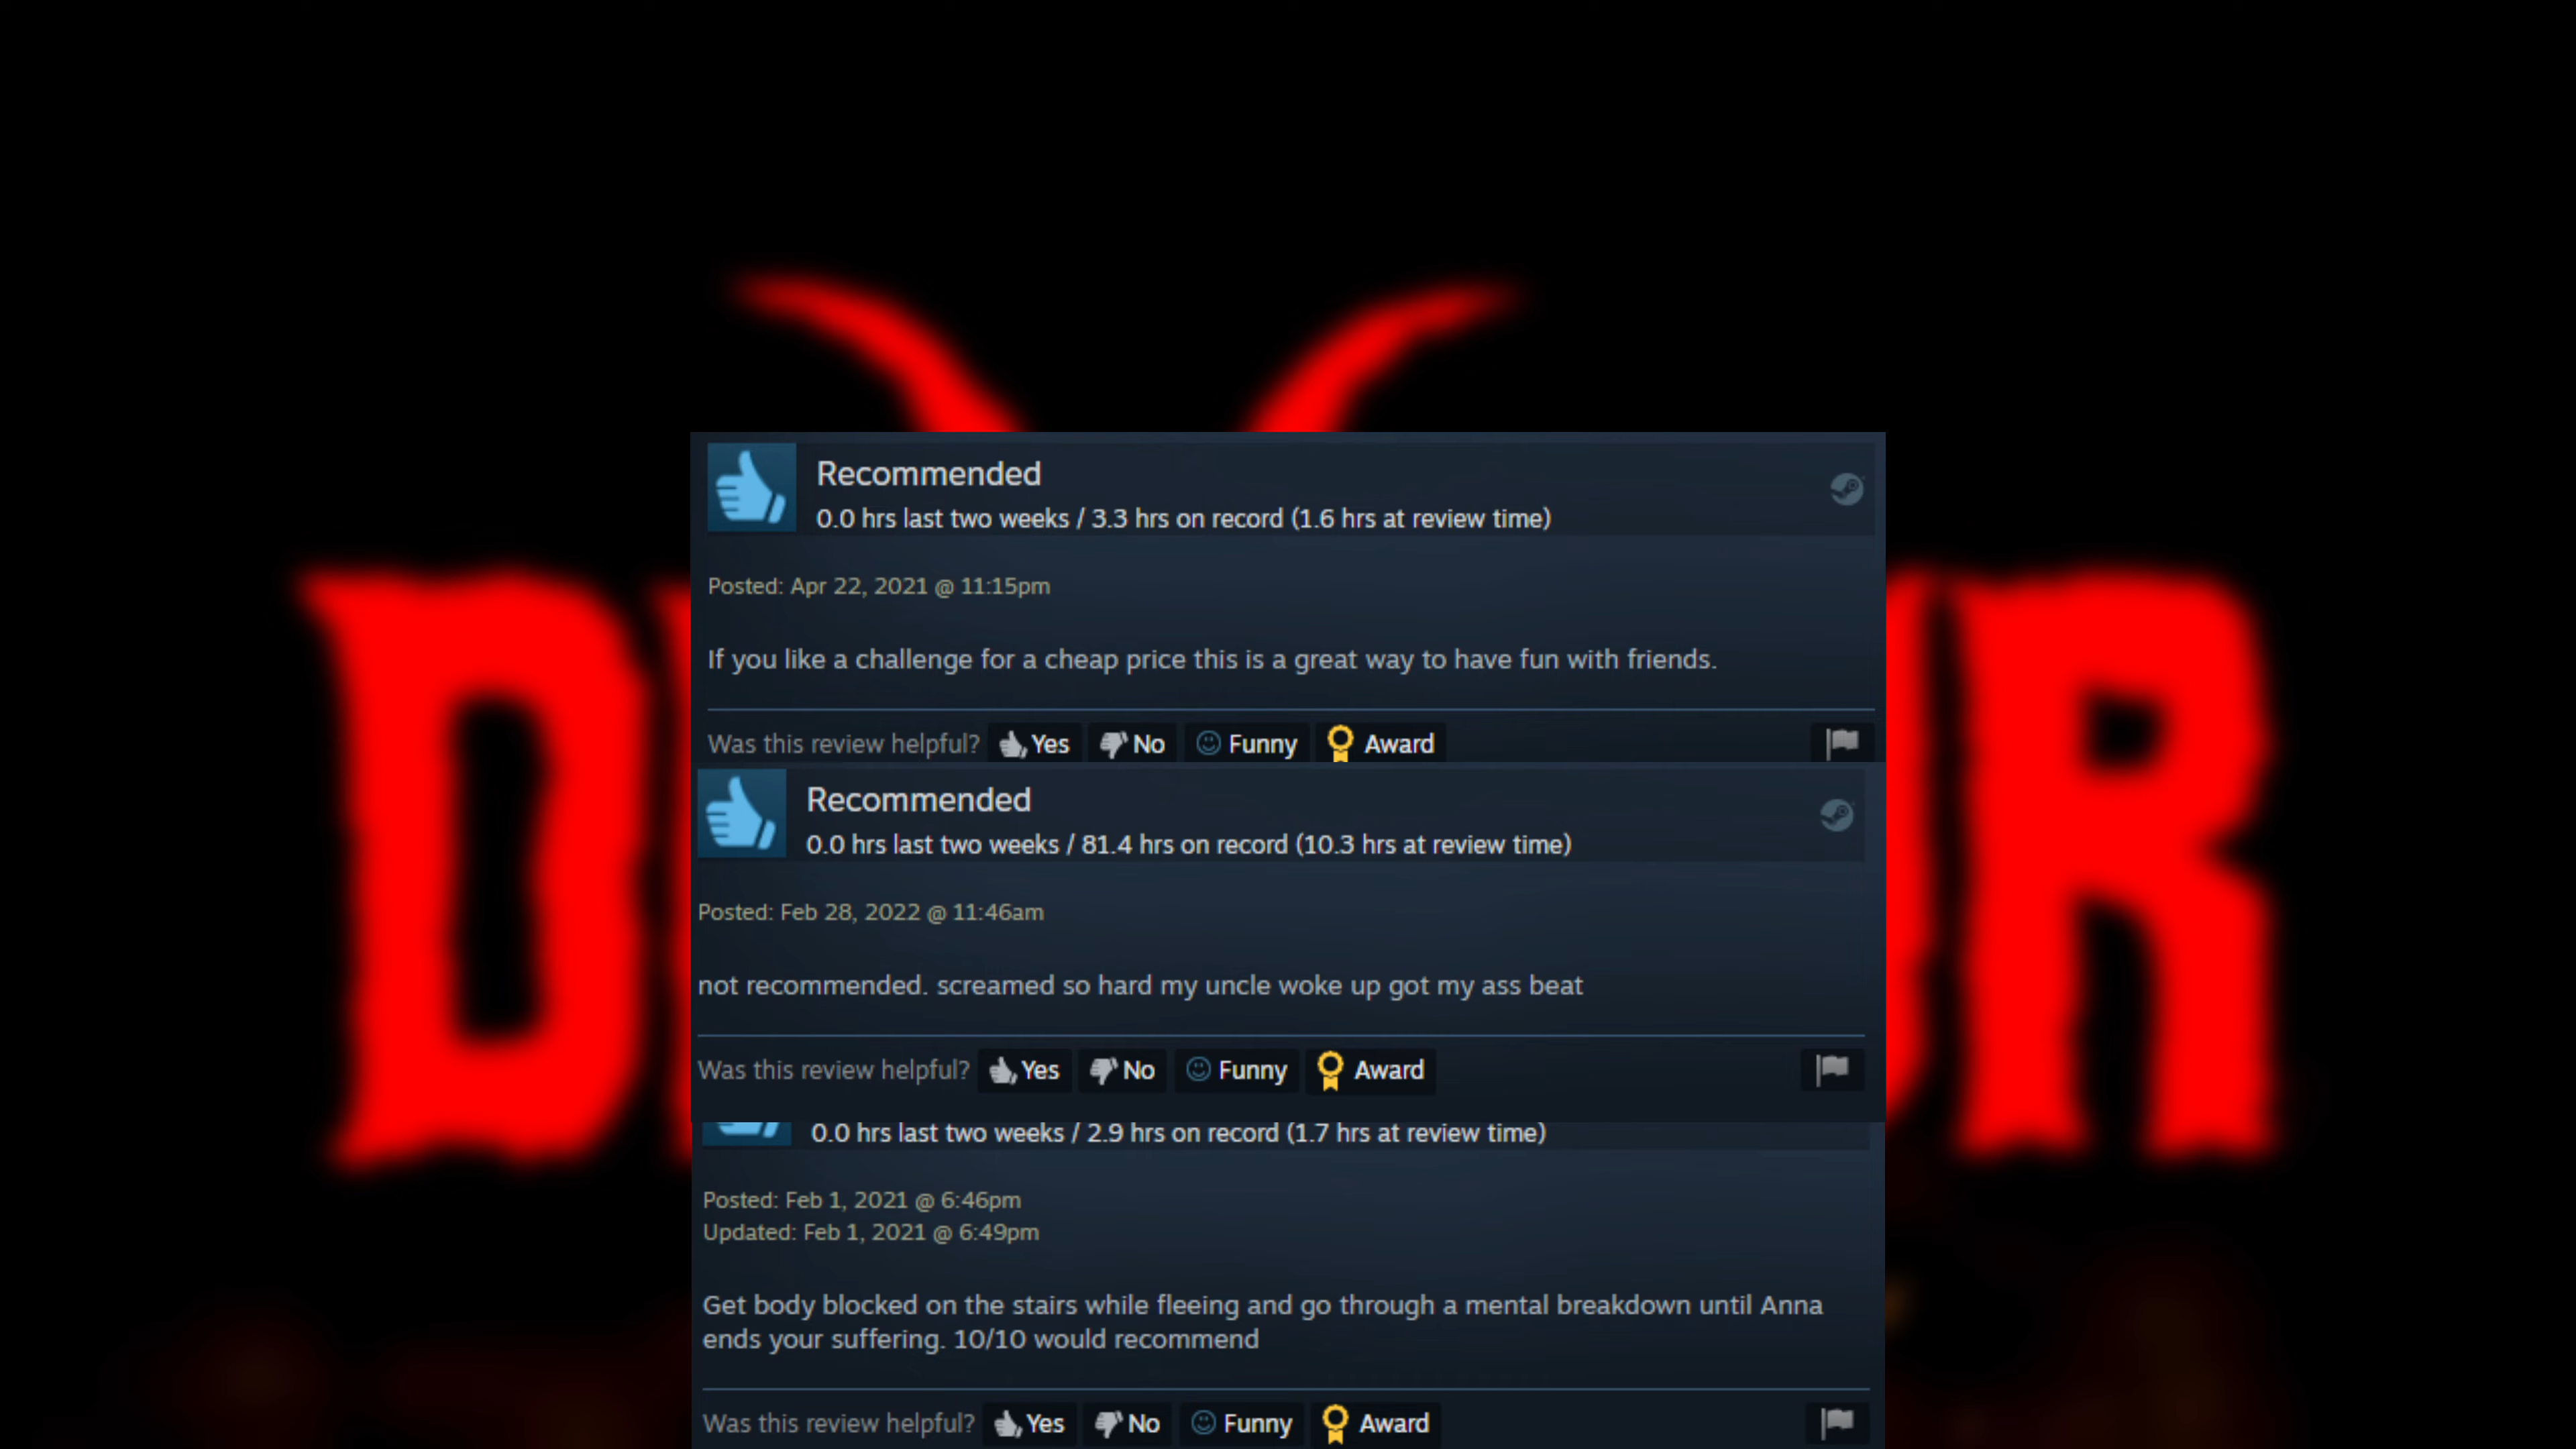 Recommended
0.0 hrs last two weeks / 3.3 hrs on record (1.6 hrs at review time)
Posted: Apr 22, 2021 @ 11:15pm
If you like a challenge for a cheap price this is a great way to have fun with friends.
Was this review helpful? Yes No Funny Award
Recommended
0.0 hrs last two weeks / 81.4 hrs on record (10.3 hrs at review time)
Posted: Feb 28, 2022 @ 11:46am
not recommended. screamed so hard my uncle woke up got my ass beat
Was this review helpful? Yes No Funny Award
0.0 hrs last two weeks / 2.9 hrs on record (1.7 hrs at review time)
Posted: Feb 1, 2021 @ 6:46pm
Updated: Feb 1, 2021 @ 6:49pm
Get body blocked on the stairs while fleeing and go through a mental breakdown until Anna
ends your suffering. 10/10 would recommend
Was this review helpful? Yes No Funny Award